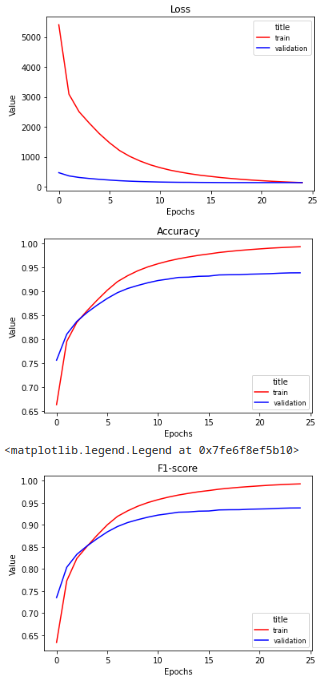 Loss
title
train
validation
5000
4000
3000
2000
1000
0
Value
0 5 10 15 20 25
Epochs
Accuracy
1.00
0.95
0.90
0.85
0.80
0.75
0.70
0.65
Value
title
train
validation
0 5 10 15 20 25
Epochs
<matplotlib.legend.Legend at 0x7fe6f8ef5b10>
F1-score
1.00
0.95
0.90
0.85
0.80
0.75
0.70
0.65
Value
title
train
validation
0 5 10 15 20 25
Epochs